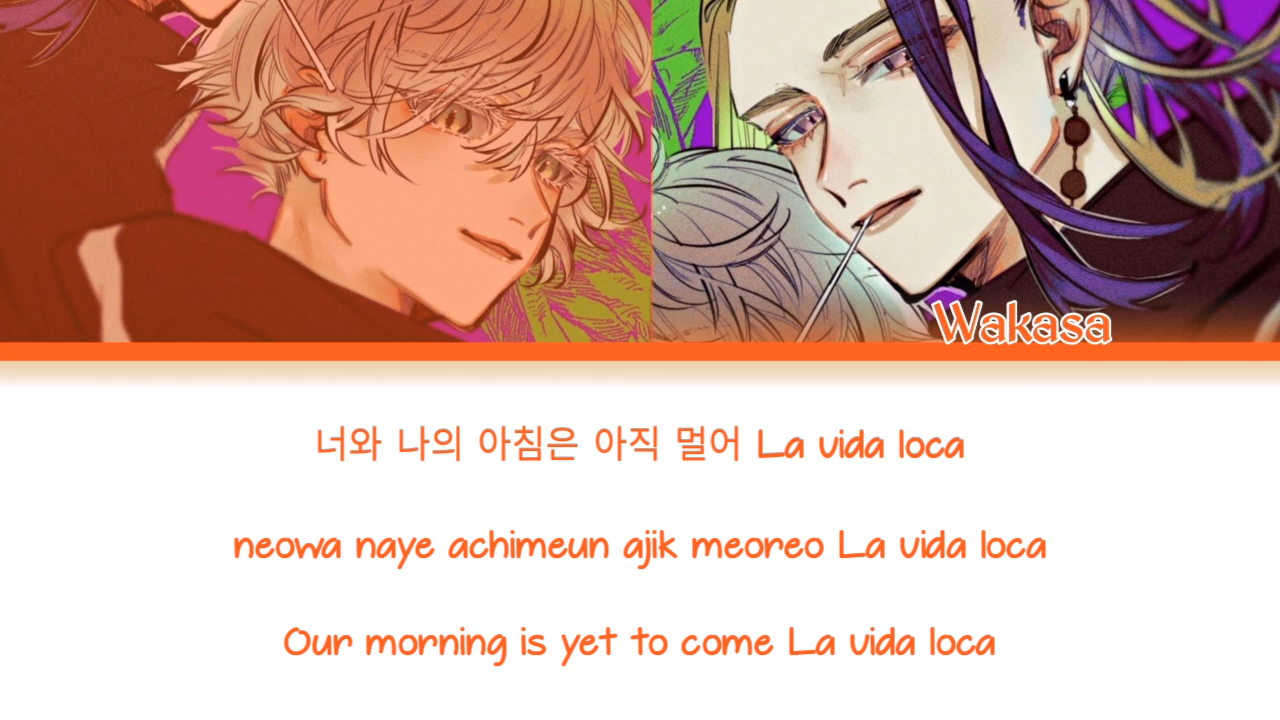 Wakasa
너와 나의 아침은 아직 멀어 La vida loca
neowa naye achimeun ajik meoreo La vida loca
Our morning is yet to come La vida loca